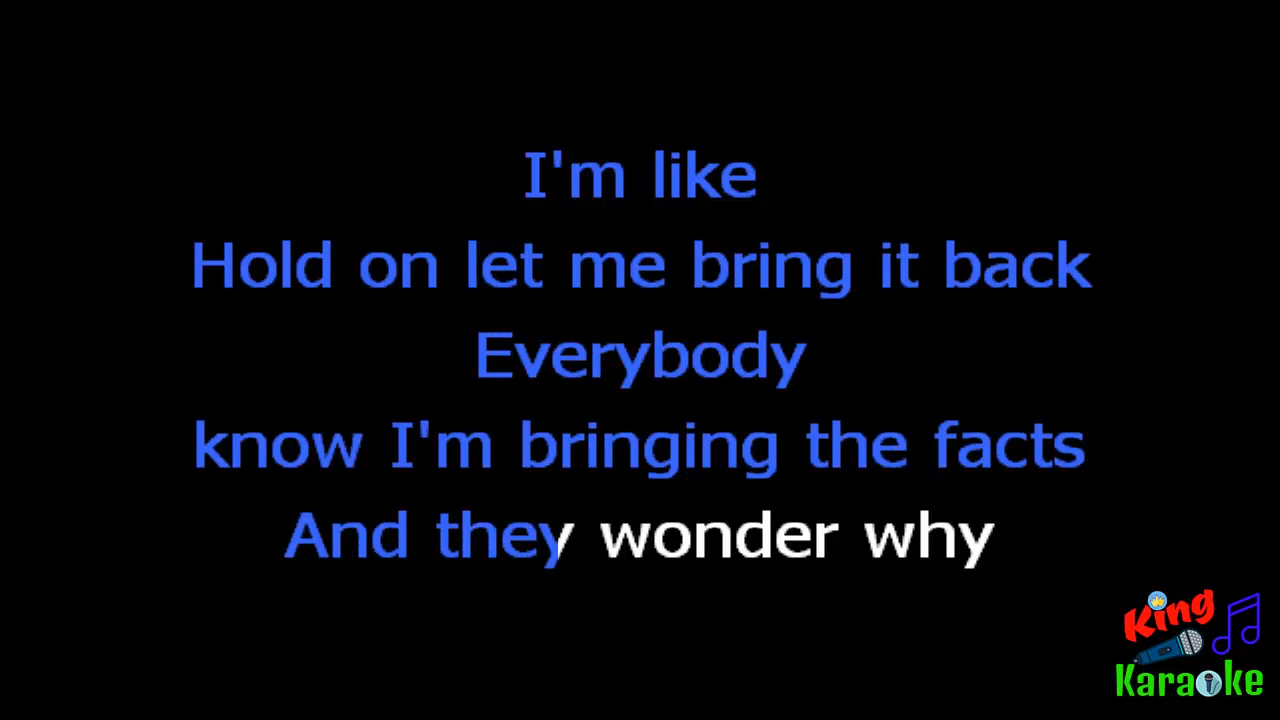 I'm like
Hold on let me bring it back
Everybody
know I'm bringing the facts
And they wonder why
King
Karaoke